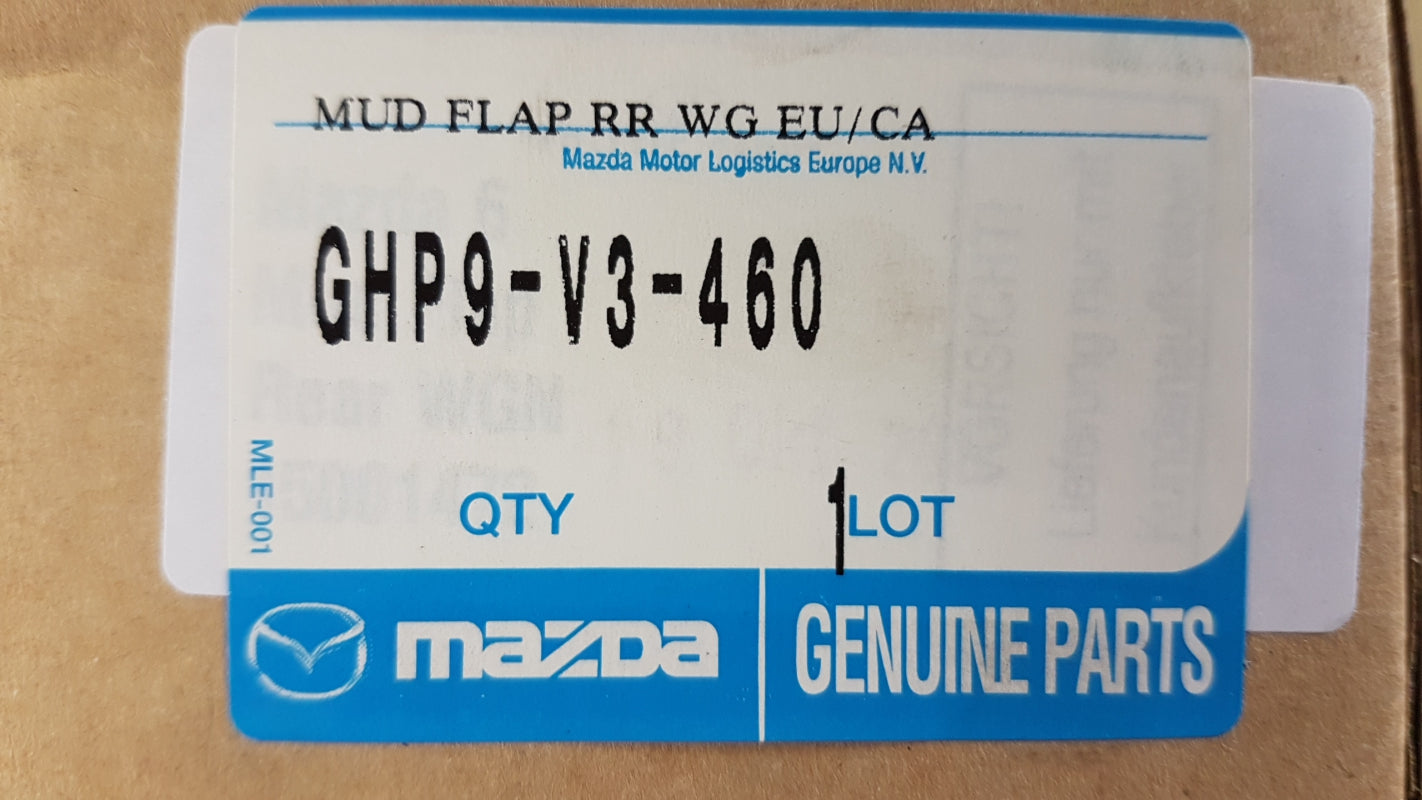 MUD FLAP RR WG EU/CA
Mazda Motor Logistics Europe N.V.
GHP9-V3-460
MLE-001
QTY 1 LOT
mazda GENUINE PARTS